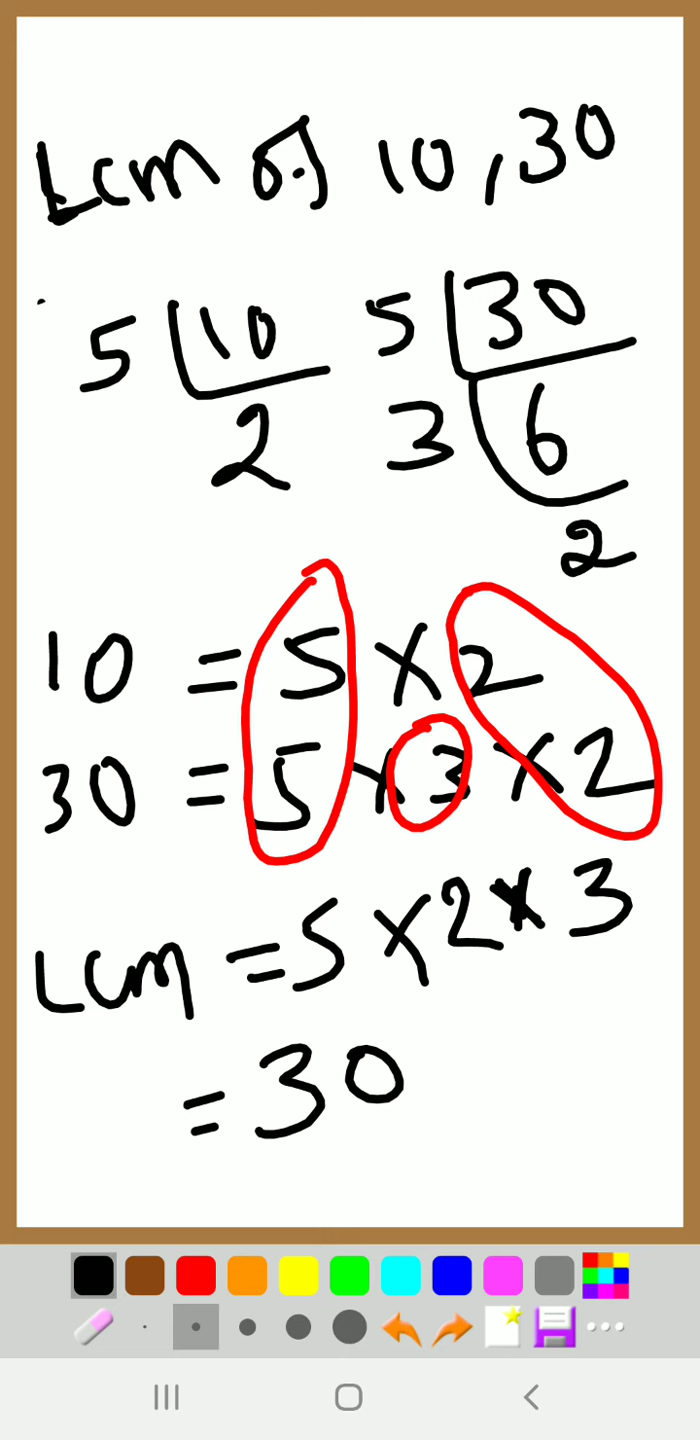 Lcm of 10, 30
5 10 5 30
2 3 6
2
10 = 5 × 2
30 = 5 × 3 × 2
Lcm = 5 × 2 × 3
= 30